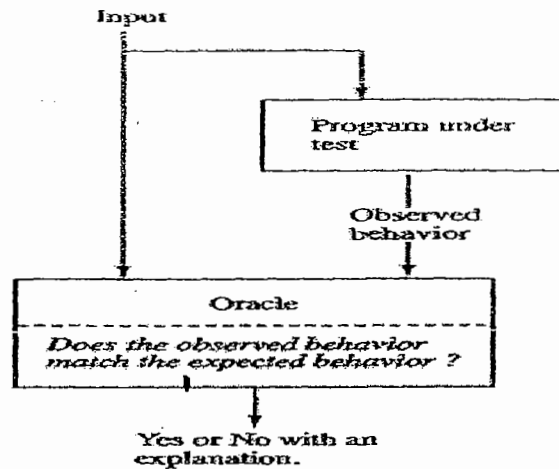 Input
Program under
test
Observed
behavior
Oracle
Does the observed behavior
match the expected behavior ?
Yes or No with an
explanation.